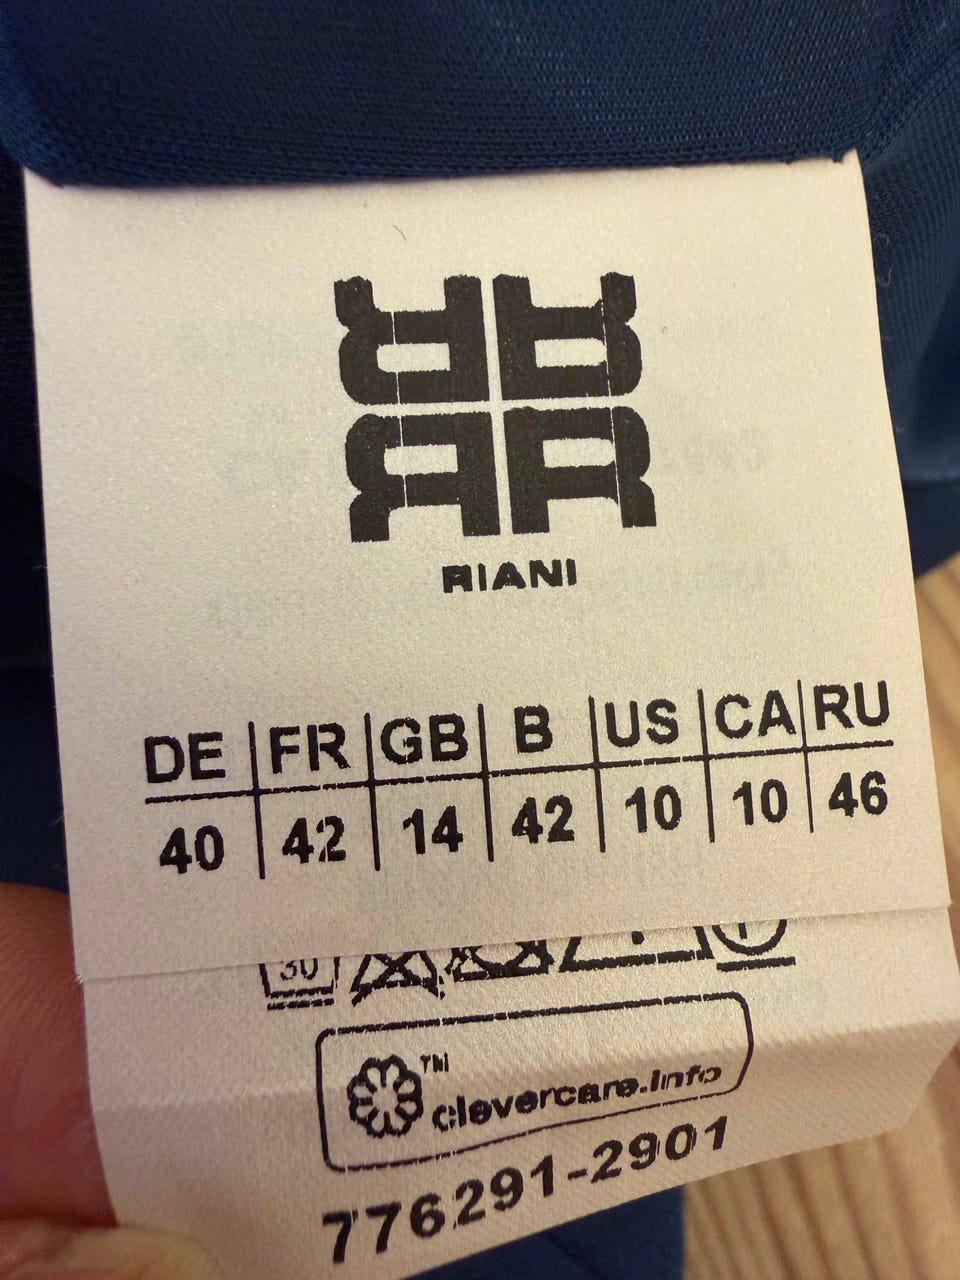 RIANI
DE FR GB B US CA RU
40 42 14 42 10 10 46
30
P
TM
clevercare.info
776291-2901